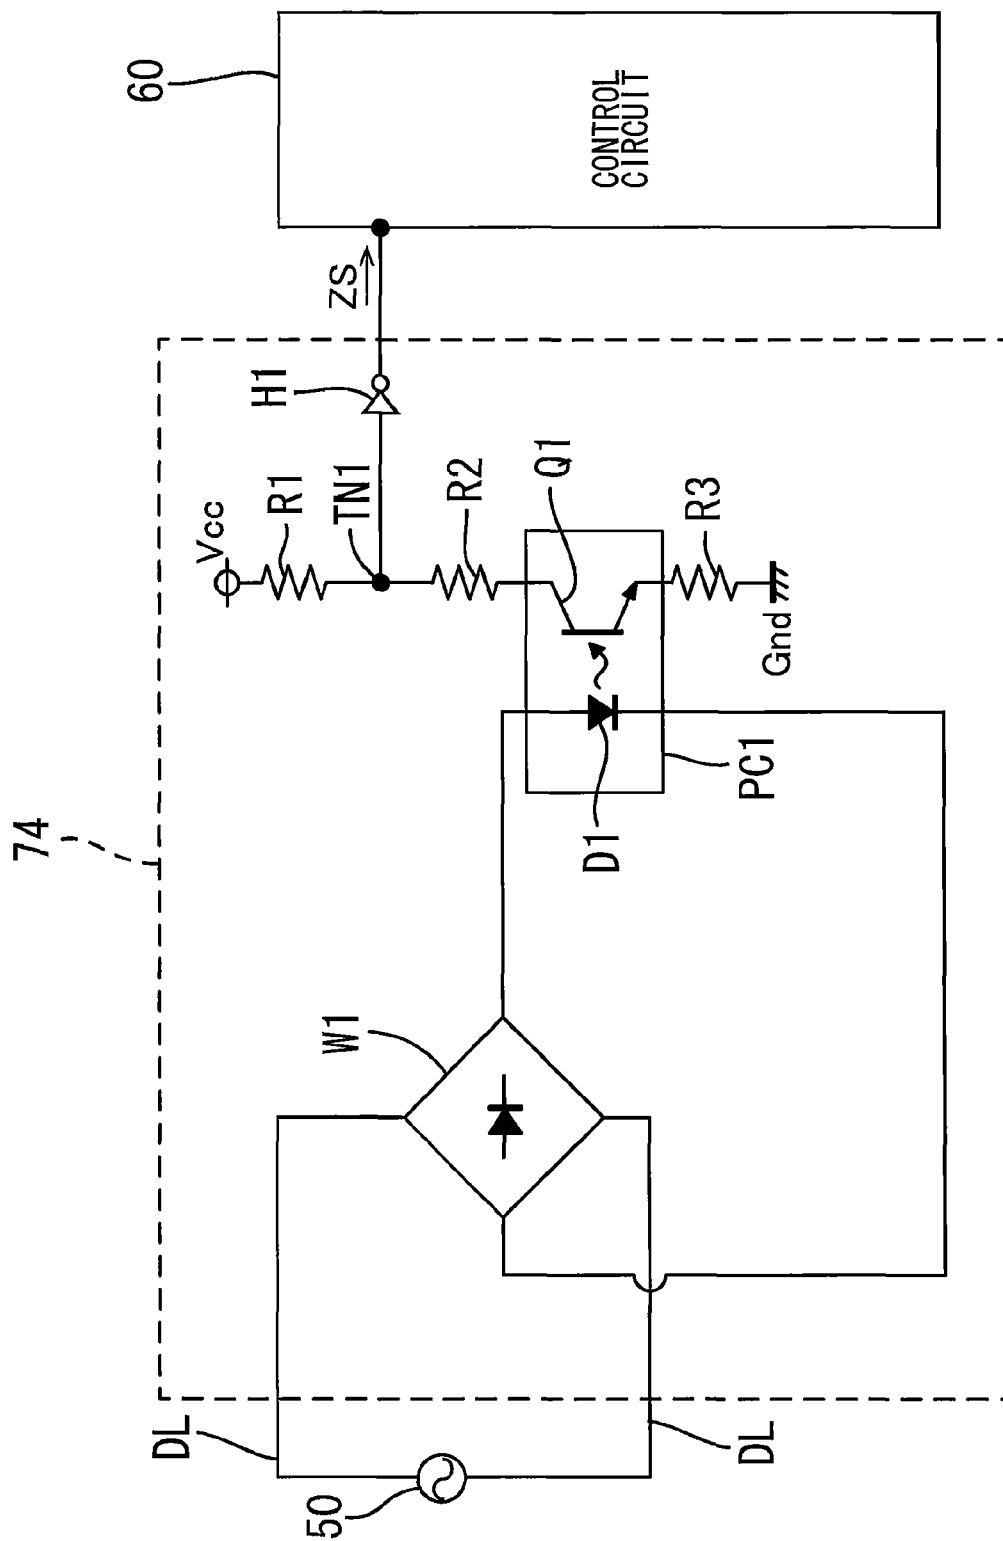 74
60
CONTROL
CIRCUIT
ZS
H1
Vcc
R1
TN1
R2
Q1
R3
Gnd
PC1
D1
W1
DL
50
DL